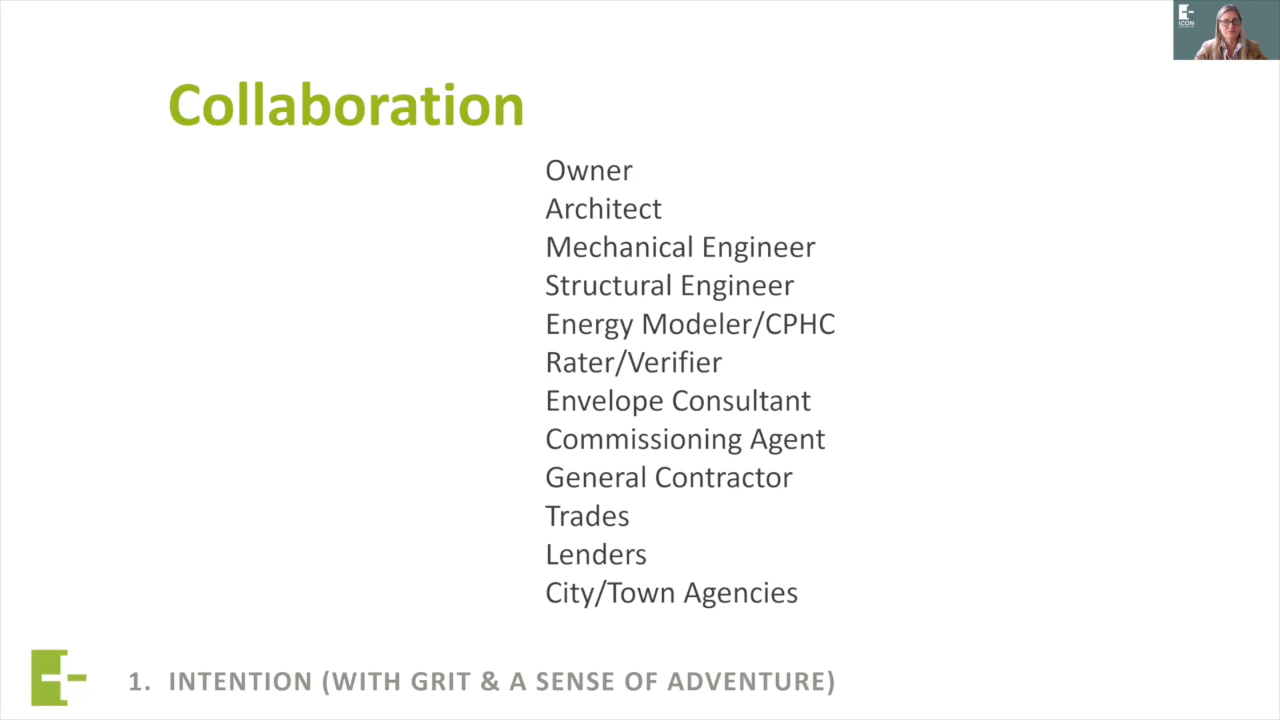 ICON
Collaboration
Owner
Architect
Mechanical Engineer
Structural Engineer
Energy Modeler/CPHC
Rater/Verifier
Envelope Consultant
Commissioning Agent
General Contractor
Trades
Lenders
City/Town Agencies
1. INTENTION (WITH GRIT & A SENSE OF ADVENTURE)